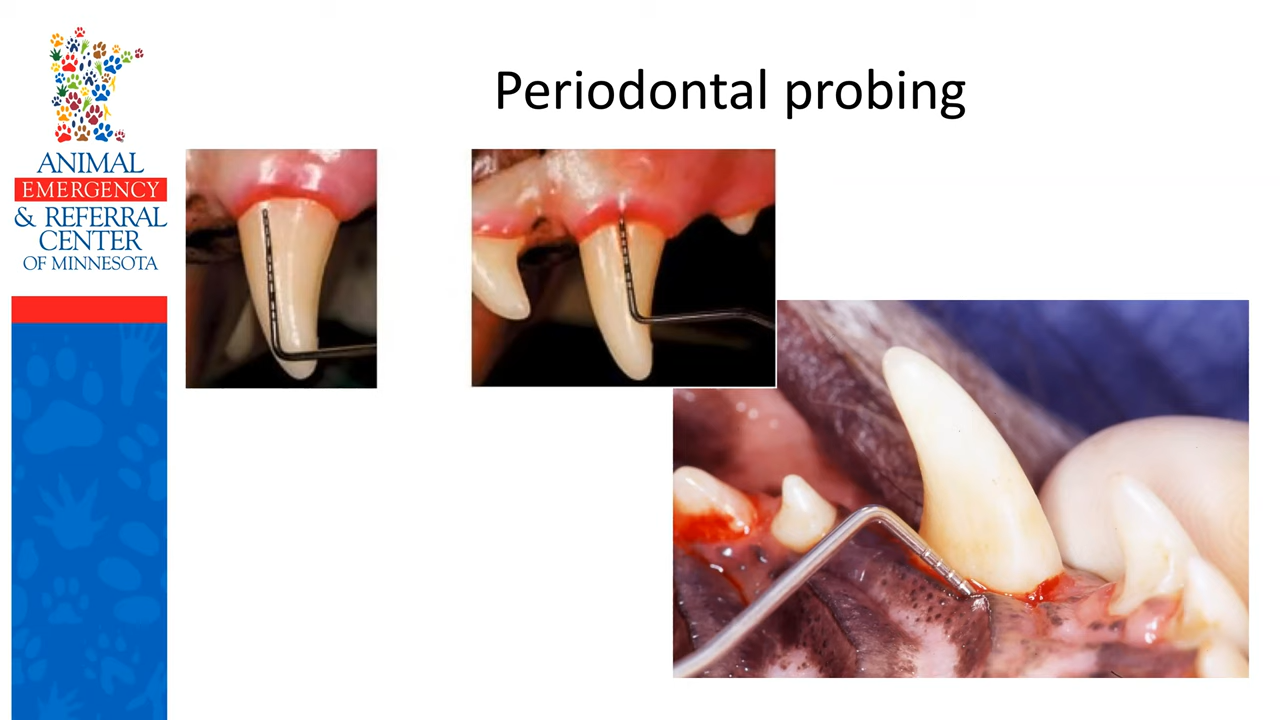 Periodontal probing
ANIMAL
EMERGENCY
& REFERRAL
CENTER
OF MINNESOTA